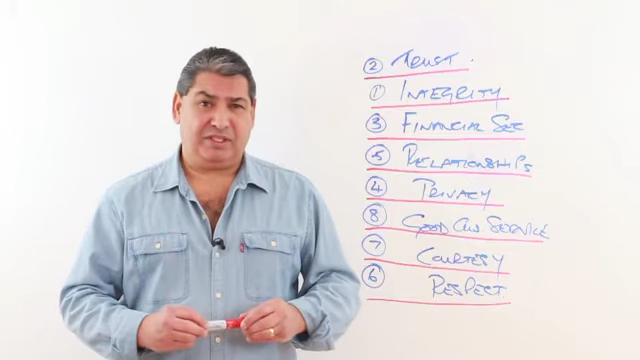 ② TRUST.
① INTEGRITY
③ FINANCIAL SEC
⑤ RELATIONSHIPS
④ PRIVACY
⑧ GOOD CUS SERVICE
⑦ COURTESY
⑥ RESPECT